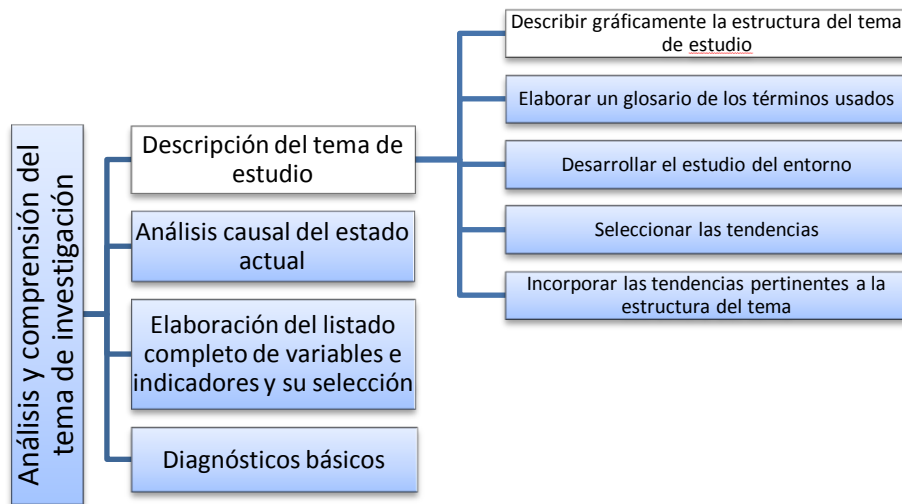 Análisis y comprensión del
tema de investigación
Descripción del tema de
estudio
Análisis causal del estado
actual
Elaboración del listado
completo de variables e
indicadores y su selección
Diagnósticos básicos
Describir gráficamente la estructura del tema
de estudio
Elaborar un glosario de los términos usados
Desarrollar el estudio del entorno
Seleccionar las tendencias
Incorporar las tendencias pertinentes a la
estructura del tema